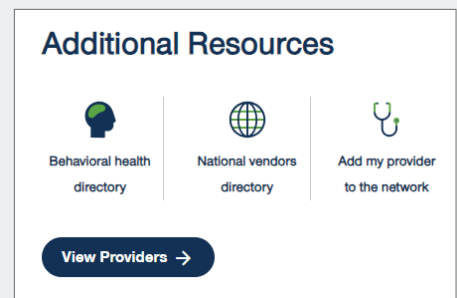 Additional Resources
Behavioral health
directory
National vendors
directory
Add my provider
to the network
View Providers →